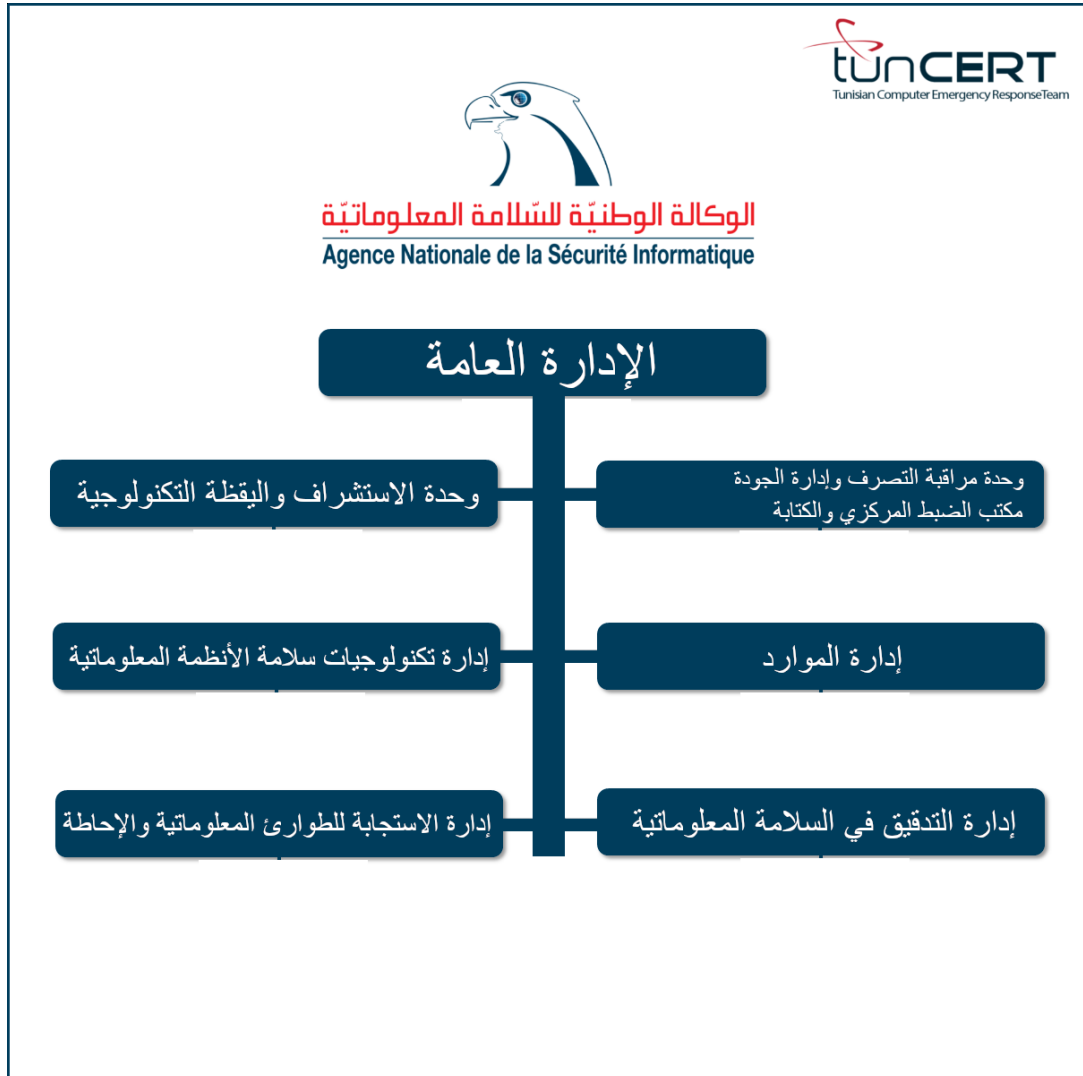 tunCERT
Tunisian Computer Emergency ResponseTeam
الوكالة الوطنيّة للسّلامة المعلوماتيّة
Agence Nationale de la Sécurité Informatique
الإدارة العامة
وحدة مراقبة التصرف وإدارة الجودة
مكتب الضبط المركزي والكتابة
وحدة الاستشراف واليقظة التكنولوجية
إدارة الموارد
إدارة تكنولوجيات سلامة الأنظمة المعلوماتية
إدارة التدقيق في السلامة المعلوماتية
إدارة الاستجابة للطوارئ المعلوماتية والإحاطة